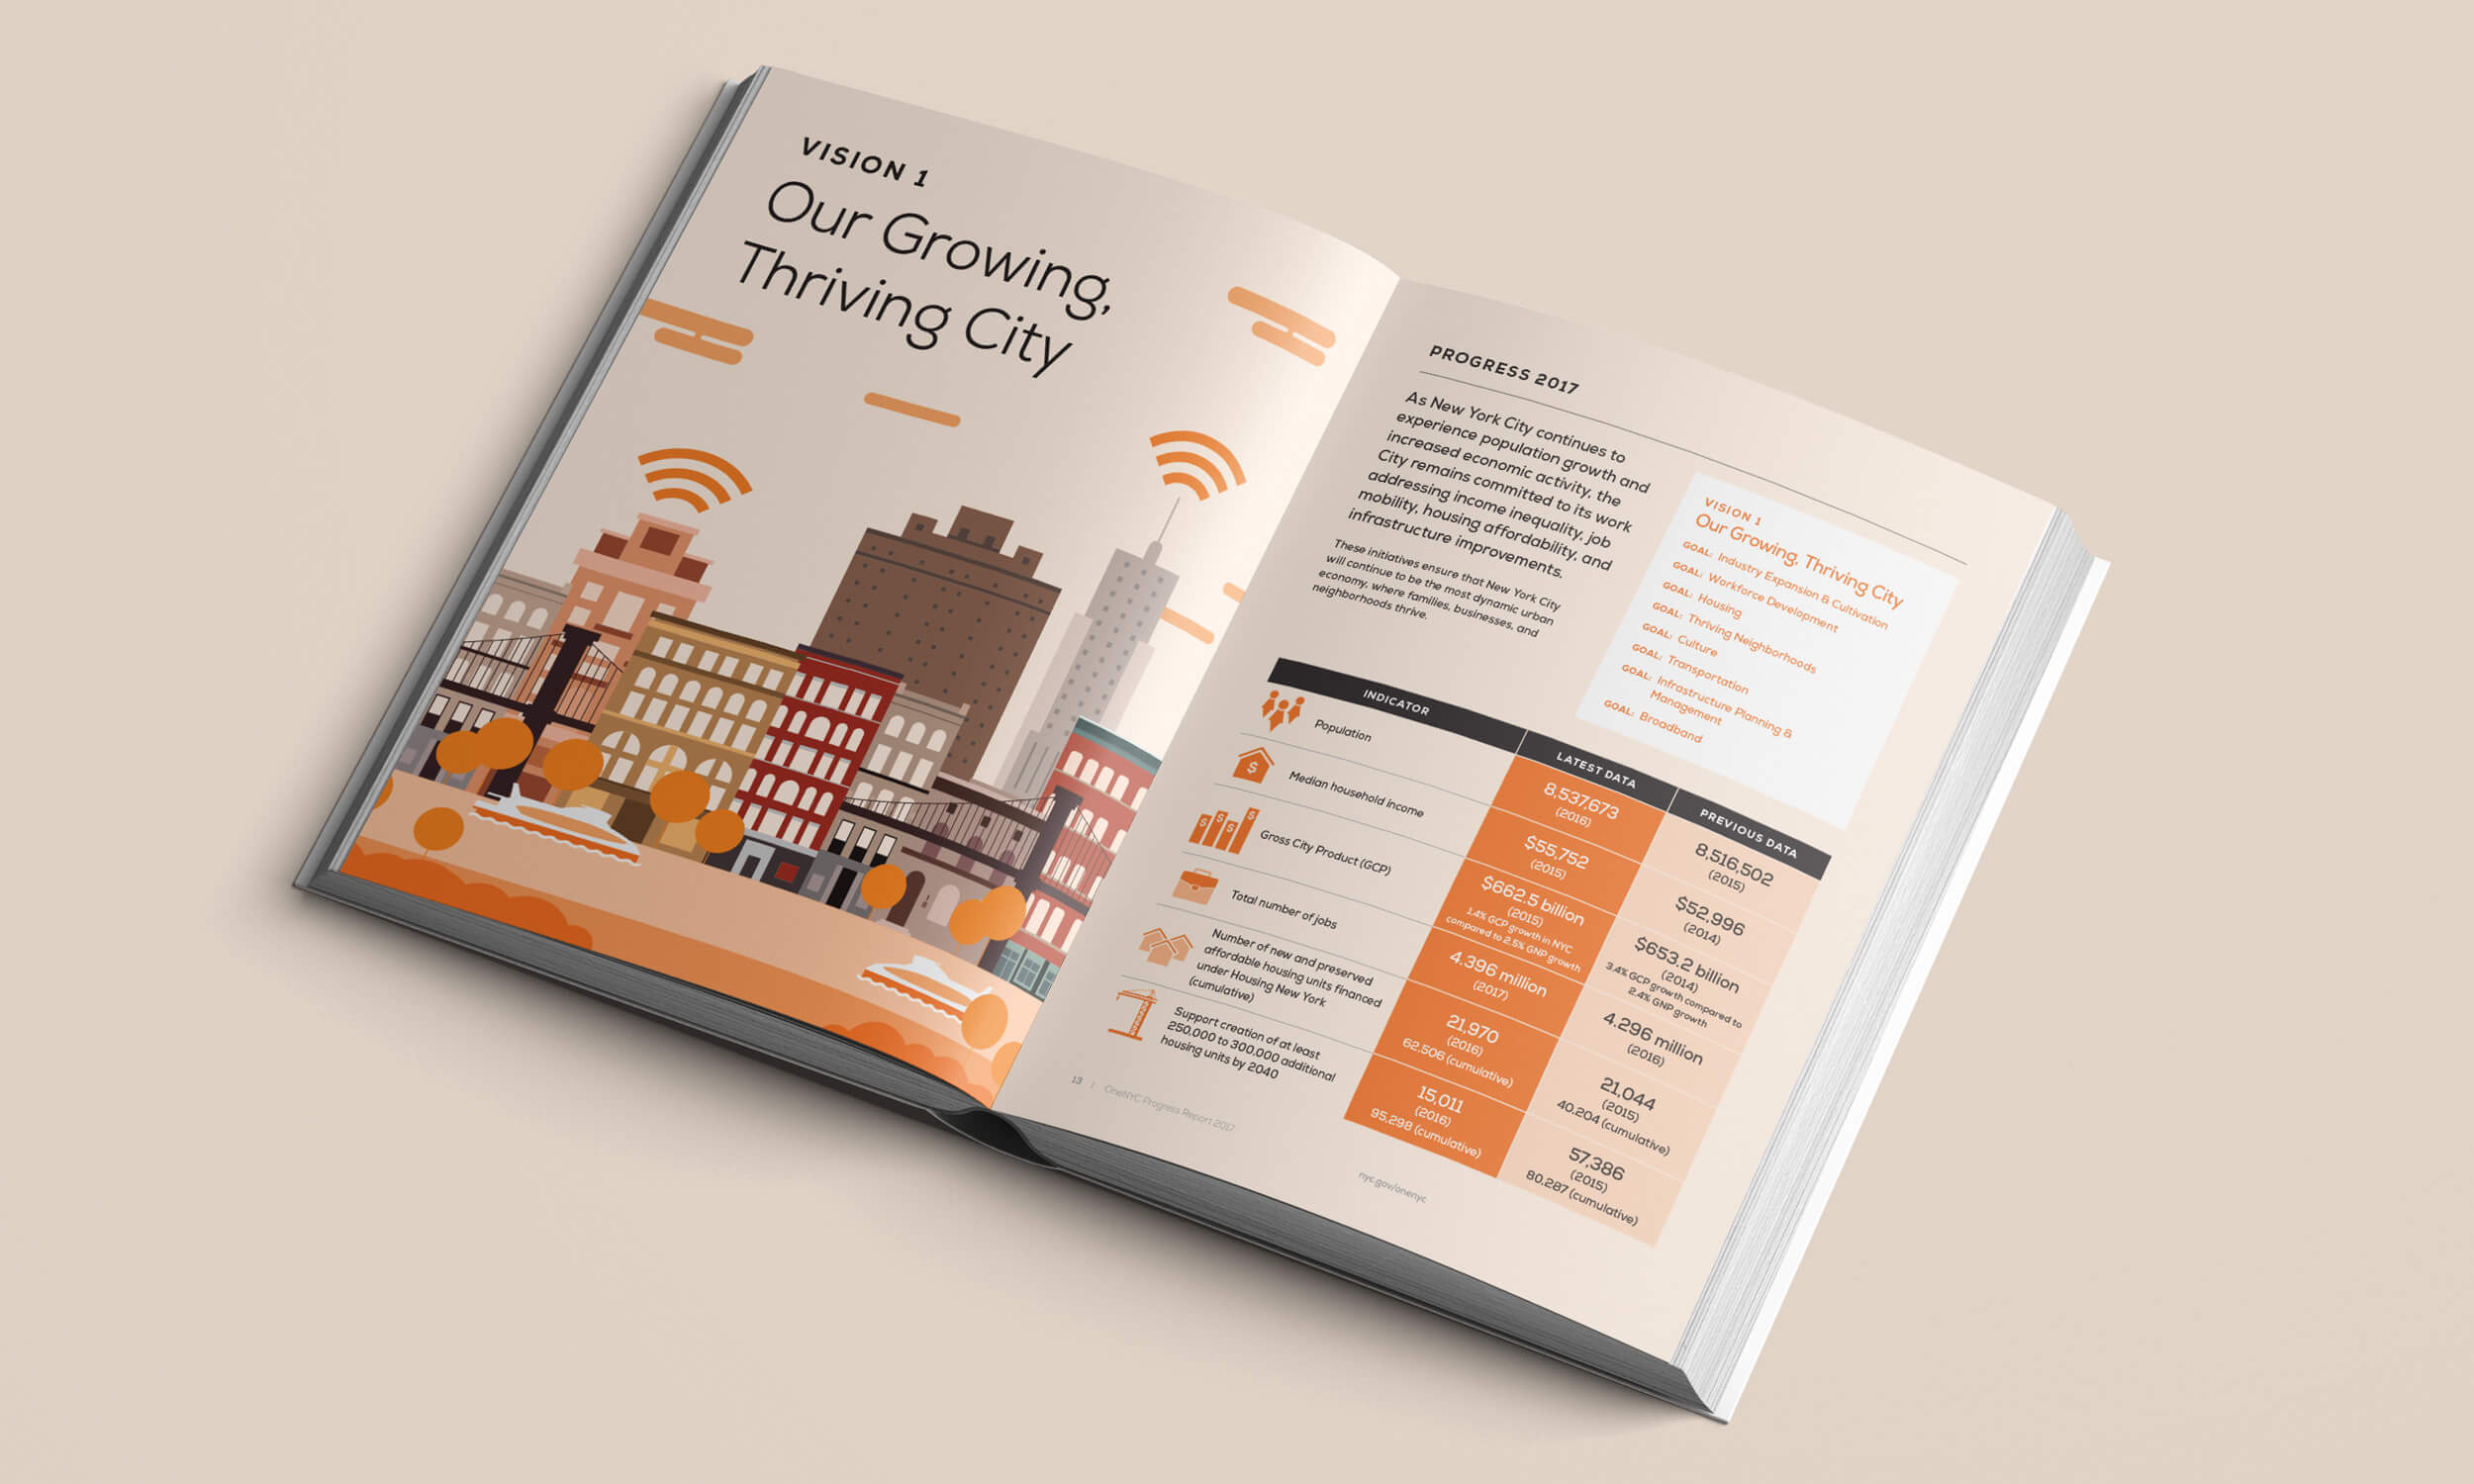 VISION 1
Our Growing,
Thriving City
PROGRESS 2017
As New York City continues to
experience population growth and
increased economic activity, the
City remains committed to its work
addressing income inequality, job
mobility, housing affordability, and
infrastructure improvements.
These initiatives ensure that New York City
will continue to be the most dynamic urban
economy, where families, businesses, and
neighborhoods thrive.
VISION 1
Our Growing, Thriving City
GOAL: Industry Expansion & Cultivation
GOAL: Workforce Development
GOAL: Housing
GOAL: Thriving Neighborhoods
GOAL: Culture
GOAL: Transportation
GOAL: Infrastructure Planning &
Management
GOAL: Broadband
INDICATOR
LATEST DATA
PREVIOUS DATA
Population
8,537,673
(2016)
8,516,502
(2015)
$
Median household income
$55,752
(2015)
$52,996
(2014)
$ $ $ $
Gross City Product (GCP)
$662.5 billion
(2015)
1.4% GCP growth in NYC
compared to 2.5% GNP growth
$653.2 billion
(2014)
3.4% GCP growth compared to
2.4% GNP growth
Total number of jobs
4.396 million
(2017)
4.296 million
(2016)
Number of new and preserved
affordable housing units financed
under Housing New York
(cumulative)
21,970
(2016)
62,506 (cumulative)
21,044
(2015)
40,204 (cumulative)
Support creation of at least
250,000 to 300,000 additional
housing units by 2040
15,011
(2016)
95,298 (cumulative)
57,386
(2015)
80,287 (cumulative)
13 | OneNYC Progress Report 2017
nyc.gov/onenyc